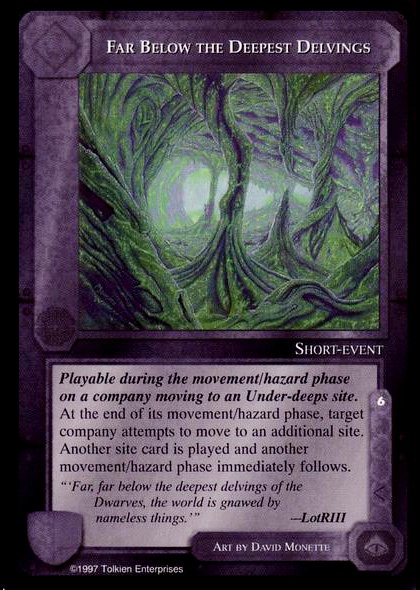 Far Below the Deepest Delvings
Short-event
Playable during the movement/hazard phase
on a company moving to an Under-deeps site.
At the end of its movement/hazard phase, target
company attempts to move to an additional site.
Another site card is played and another
movement/hazard phase immediately follows.
6
“‘Far, far below the deepest delvings of the
Dwarves, the world is gnawed by
nameless things.’”
---LotRIII
Art by David Monette
©1997 Tolkien Enterprises